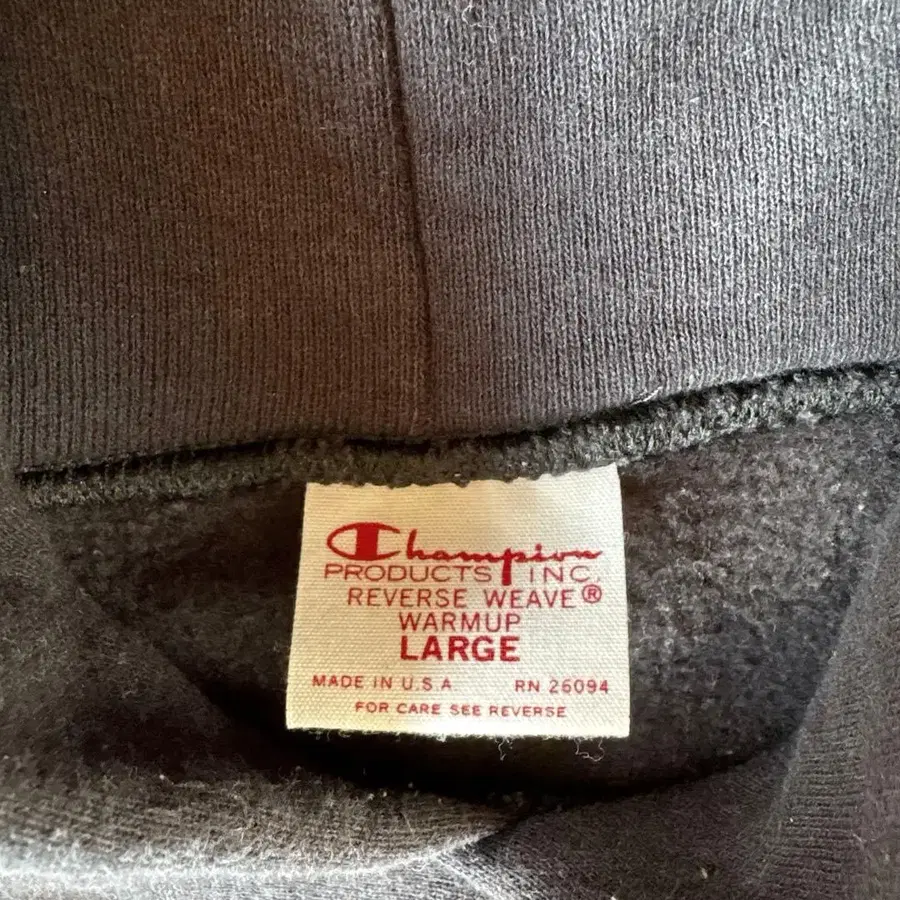 Champion
PRODUCTS INC.
REVERSE WEAVE®
WARMUP
LARGE
MADE IN U.S.A RN 26094
FOR CARE SEE REVERSE